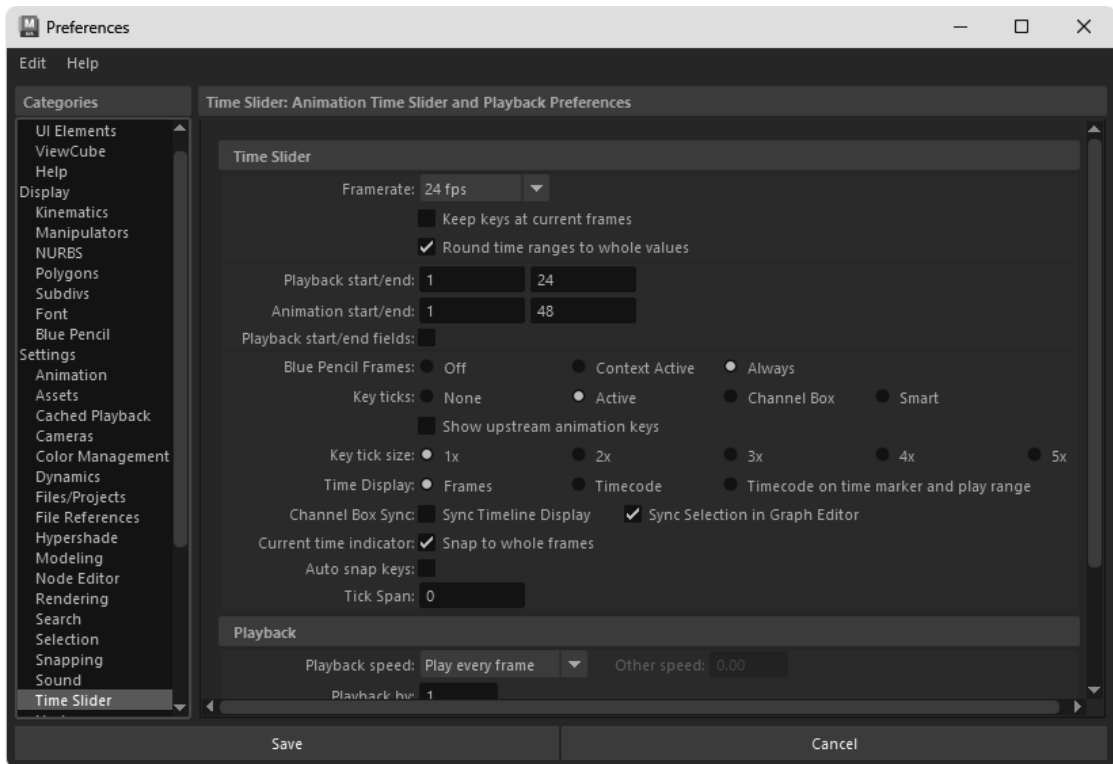 Preferences
Edit Help
Categories
UI Elements
ViewCube
Help
Display
Kinematics
Manipulators
NURBS
Polygons
Subdivs
Font
Blue Pencil
Settings
Animation
Assets
Cached Playback
Cameras
Color Management
Dynamics
Files/Projects
File References
Hypershade
Modeling
Node Editor
Rendering
Search
Selection
Snapping
Sound
Time Slider
Time Slider: Animation Time Slider and Playback Preferences
Time Slider
Framerate: 24 fps
Keep keys at current frames
Round time ranges to whole values
Playback start/end: 1 24
Animation start/end: 1 48
Playback start/end fields:
Blue Pencil Frames: Off Context Active Always
Key ticks: None Active Channel Box Smart
Show upstream animation keys
Key tick size: 1x 2x 3x 4x 5x
Time Display: Frames Timecode Timecode on time marker and play range
Channel Box Sync: Sync Timeline Display Sync Selection in Graph Editor
Current time indicator: Snap to whole frames
Auto snap keys:
Tick Span: 0
Playback
Playback speed: Play every frame Other speed: 0.00
Playback by: 1
Save Cancel